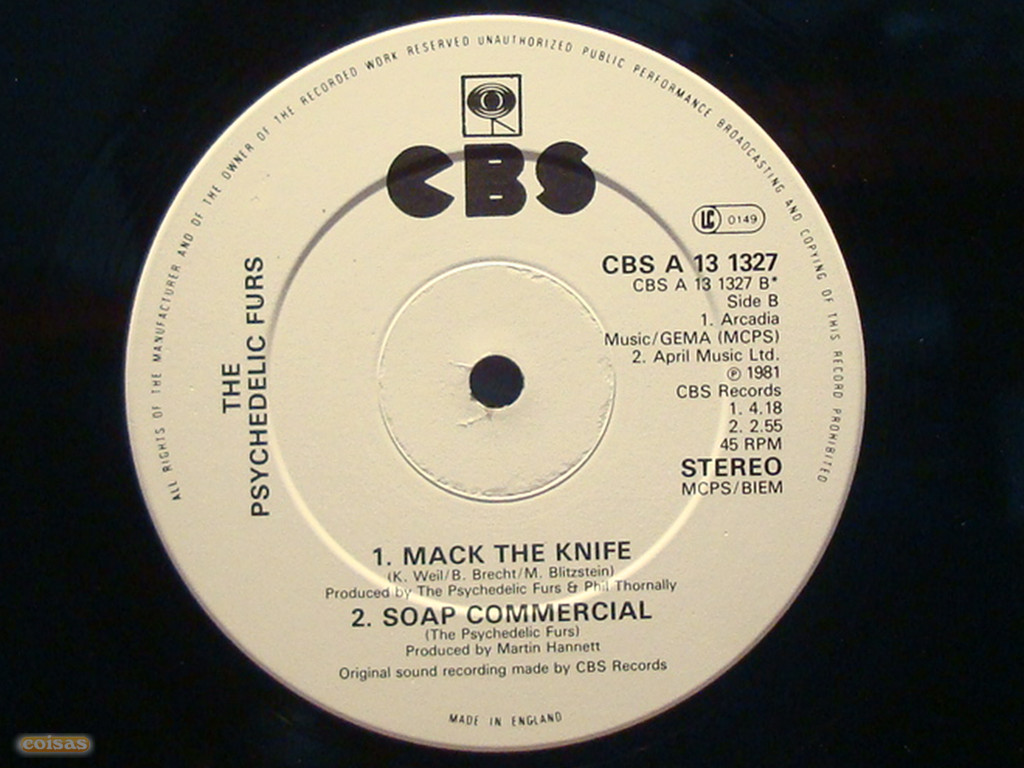 ALL RIGHTS OF THE MANUFACTURER AND OF THE OWNER OF THE RECORDED WORK RESERVED UNAUTHORIZED PUBLIC PERFORMANCE BROADCASTING AND COPYING OF THIS RECORD PROHIBITED
CBS
LC 0149
THE
PSYCHEDELIC FURS
CBS A 13 1327
CBS A 13 1327 B*
Side B
1. Arcadia
Music/GEMA (MCPS)
2. April Music Ltd.
℗ 1981
CBS Records
1. 4.18
2. 2.55
45 RPM
STEREO
MCPS/BIEM
1. MACK THE KNIFE
(K. Weil/B. Brecht/M. Blitzstein)
Produced by The Psychedelic Furs & Phil Thornally
2. SOAP COMMERCIAL
(The Psychedelic Furs)
Produced by Martin Hannett
Original sound recording made by CBS Records
MADE IN ENGLAND
coisas